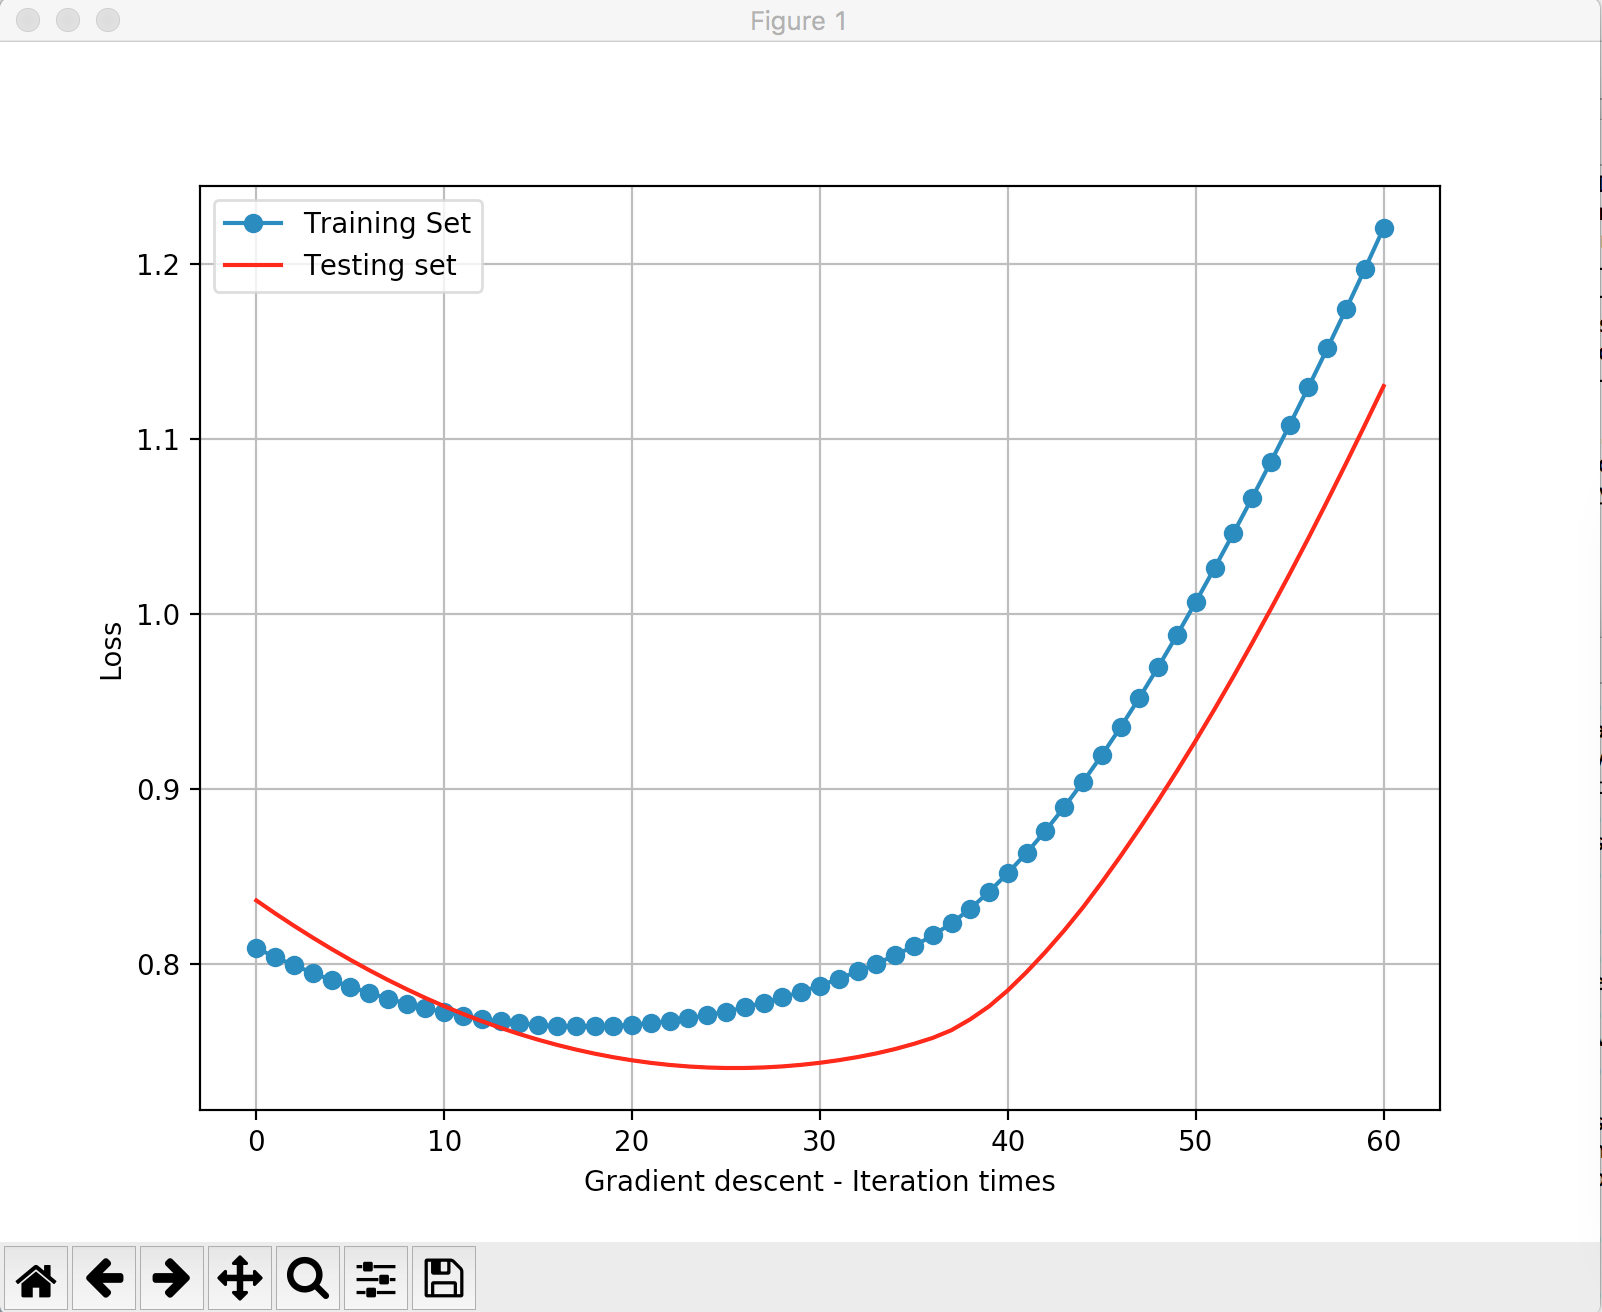 Figure 1
Training Set
Testing set
1.2
1.1
1.0
0.9
0.8
Loss
0 10 20 30 40 50 60
Gradient descent - Iteration times